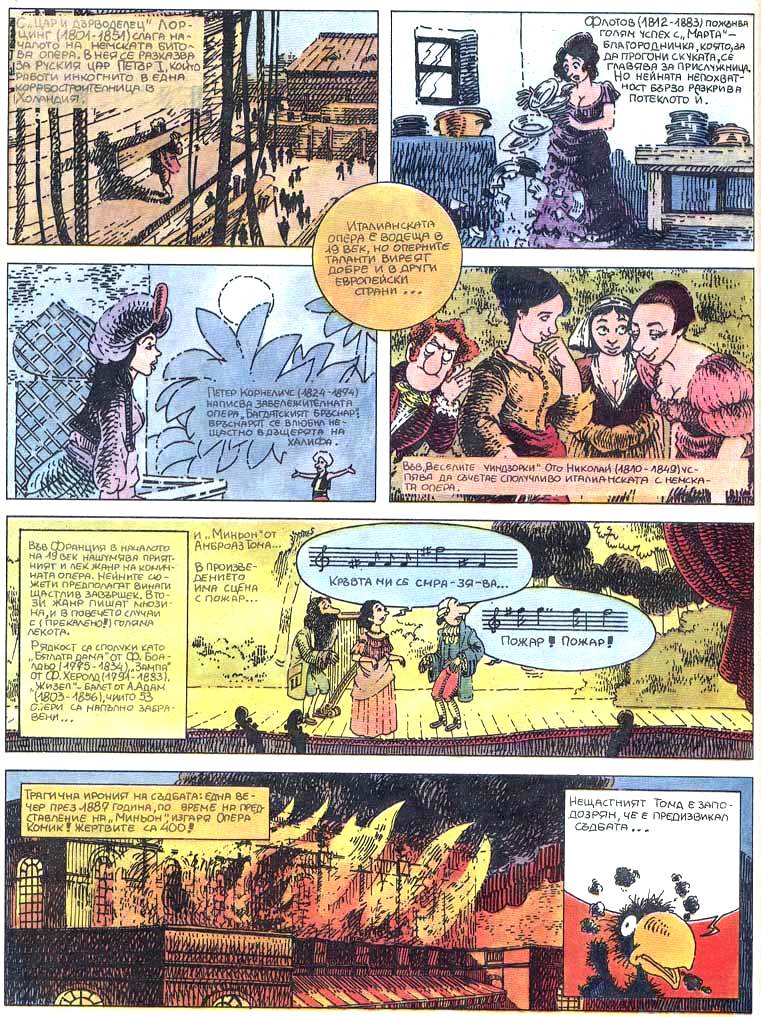 С „ЦАР И ДЪРВОДЕЛЕЦ" ЛОР-
ЦИНГ (1801-1851) СЛАГА НА-
ЧАЛОТО НА НЕМСКАТА БИТО-
ВА ОПЕРА. В НЕЯ СЕ РАЗКАЗВА
ЗА РУСКИЯ ЦАР ПЕТЪР I, КОЙТО
РАБОТИ ИНКОГНИТО В ЕДНА
КОРАБОСТРОИТЕЛНИЦА В
ХОЛАНДИЯ.
ФЛОТОВ (1812-1883) ПОЖЪНВА
ГОЛЯМ УСПЕХ С „МАРТА"-
БЛАГОРОДНИЧКА, КОЯТО, ЗА
ДА ПРОГОНИ СКУКАТА, СЕ
ГЛАВЯВА ЗА ПРИСЛУЖНИЦА.
НО НЕЙНАТА НЕПОХВАТ-
НОСТ БЪРЗО РАЗКРИВА
ПОТЕКЛОТО Й.
ИТАЛИАНСКАТА
ОПЕРА Е ВОДЕЩА В
19 ВЕК, НО ОПЕРНИТЕ
ТАЛАНТИ ВИРЕЯТ
ДОБРЕ И В ДРУГИ
ЕВРОПЕЙСКИ
СТРАНИ...
ПЕТЕР КОРНЕЛИУС (1824-1874)
НАПИСВА ЗАБЕЛЕЖИТЕЛНАТА
ОПЕРА „БАГДАТСКИЯТ БРЪСНАР":
БРЪСНАРЯТ СЕ ВЛЮБИЛ НЕ-
ЩАСТНО В ДЪЩЕРЯТА НА
ХАЛИФА.
ВЪВ „ВЕСЕЛИТЕ УИНДЗОРКИ" ОТО НИКОЛАЙ (1810-1849) УС-
ПЯВА ДА СЪЧЕТАЕ СПОЛУЧЛИВО ИТАЛИАНСКАТА С НЕМСКА-
ТА ОПЕРА.
ВЪВ ФРАНЦИЯ В НАЧАЛОТО
НА 19 ВЕК НАШУМЯВА ПРИЯТ-
НИЯТ И ЛЕК ЖАНР НА КОМИЧ-
НАТА ОПЕРА. НЕЙНИТЕ СЮ-
ЖЕТИ ПРЕДПОЛАГАТ ВИНАГИ
ЩАСТЛИВ ЗАВЪРШЕК. В ТО-
ЗИ ЖАНР ПИШАТ МНОЗИ-
НА, И В ПОВЕЧЕТО СЛУЧАИ
С (ПРЕКАЛЕНО!) ГОЛЯМА
ЛЕКОТА.
РЯДКОСТ СА СПОЛУКИ КАТО
„БЯЛАТА ДАМА" ОТ Ф. БОА-
ЛДЬО (1775-1834), „ЗАМПА"
ОТ Ф. ХЕРОЛД (1791-1833),
„ЖИЗЕЛ" - БАЛЕТ ОТ А. АДАМ
(1803-1856), ЧИИТО 53
ОПЕРИ СА НАПЪЛНО ЗАБРА-
ВЕНИ...
И „МИНЬОН" ОТ
АМБРОАЗ ТОМА...
В ПРОИЗВЕ-
ДЕНИЕТО
ИМА СЦЕНА
С ПОЖАР...
КРЪВТА МИ СЕ СМРА-ЗЯ-ВА...
ПОЖАР! ПОЖАР!
ТРАГИЧНА ИРОНИЯ НА СЪДБАТА: ЕДНА ВЕ-
ЧЕР ПРЕЗ 1887 ГОДИНА, ПО ВРЕМЕ НА ПРЕД-
СТАВЛЕНИЕ НА „МИНЬОН", ИЗГАРЯ ОПЕРА
КОМИК! ЖЕРТВИТЕ СА 400!
НЕЩАСТНИЯТ ТОМА Е ЗАПО-
ДОЗРЯН, ЧЕ Е ПРЕДИЗВИКАЛ
СЪДБАТА...